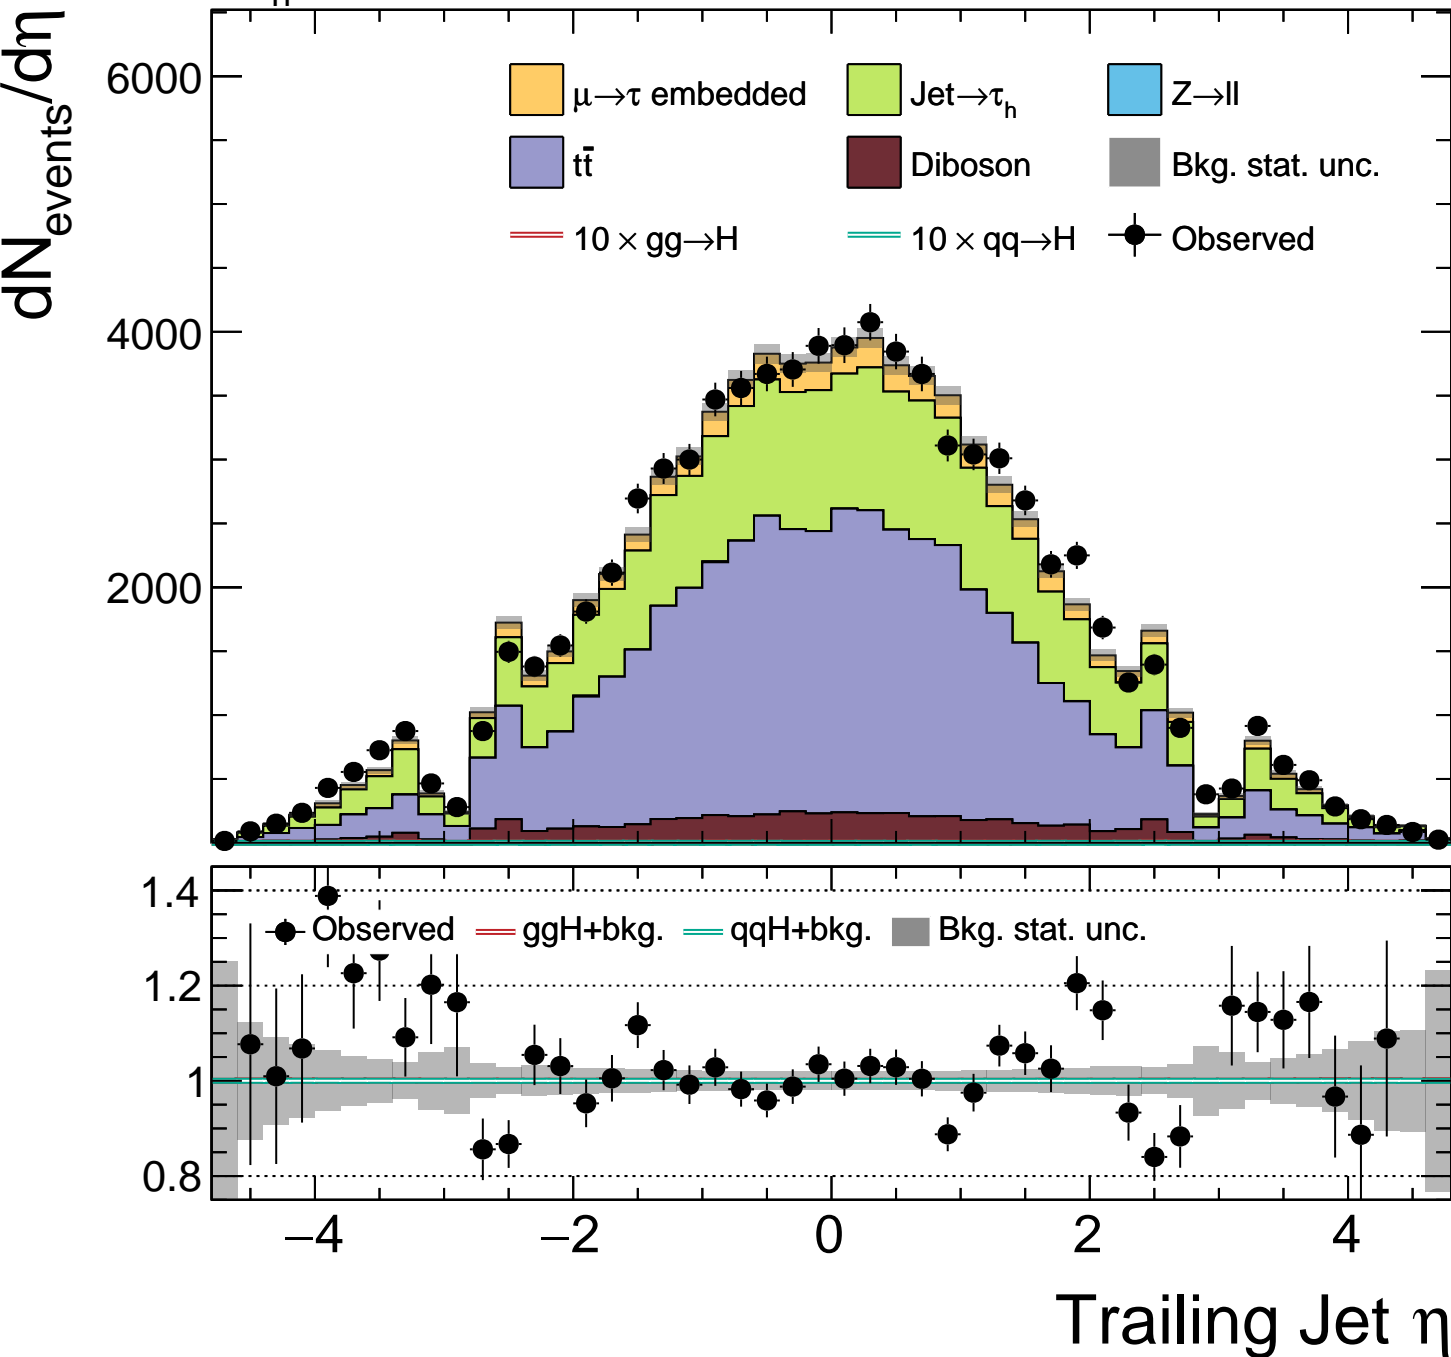 dN_events/dη
6000
4000
2000
μ→τ embedded
Jet→τ_h
Z→ll
tt̄
Diboson
Bkg. stat. unc.
10 × gg→H
10 × qq→H
Observed
1.4
1.2
1
0.8
Observed
ggH+bkg.
qqH+bkg.
Bkg. stat. unc.
−4
−2
0
2
4
Trailing Jet η